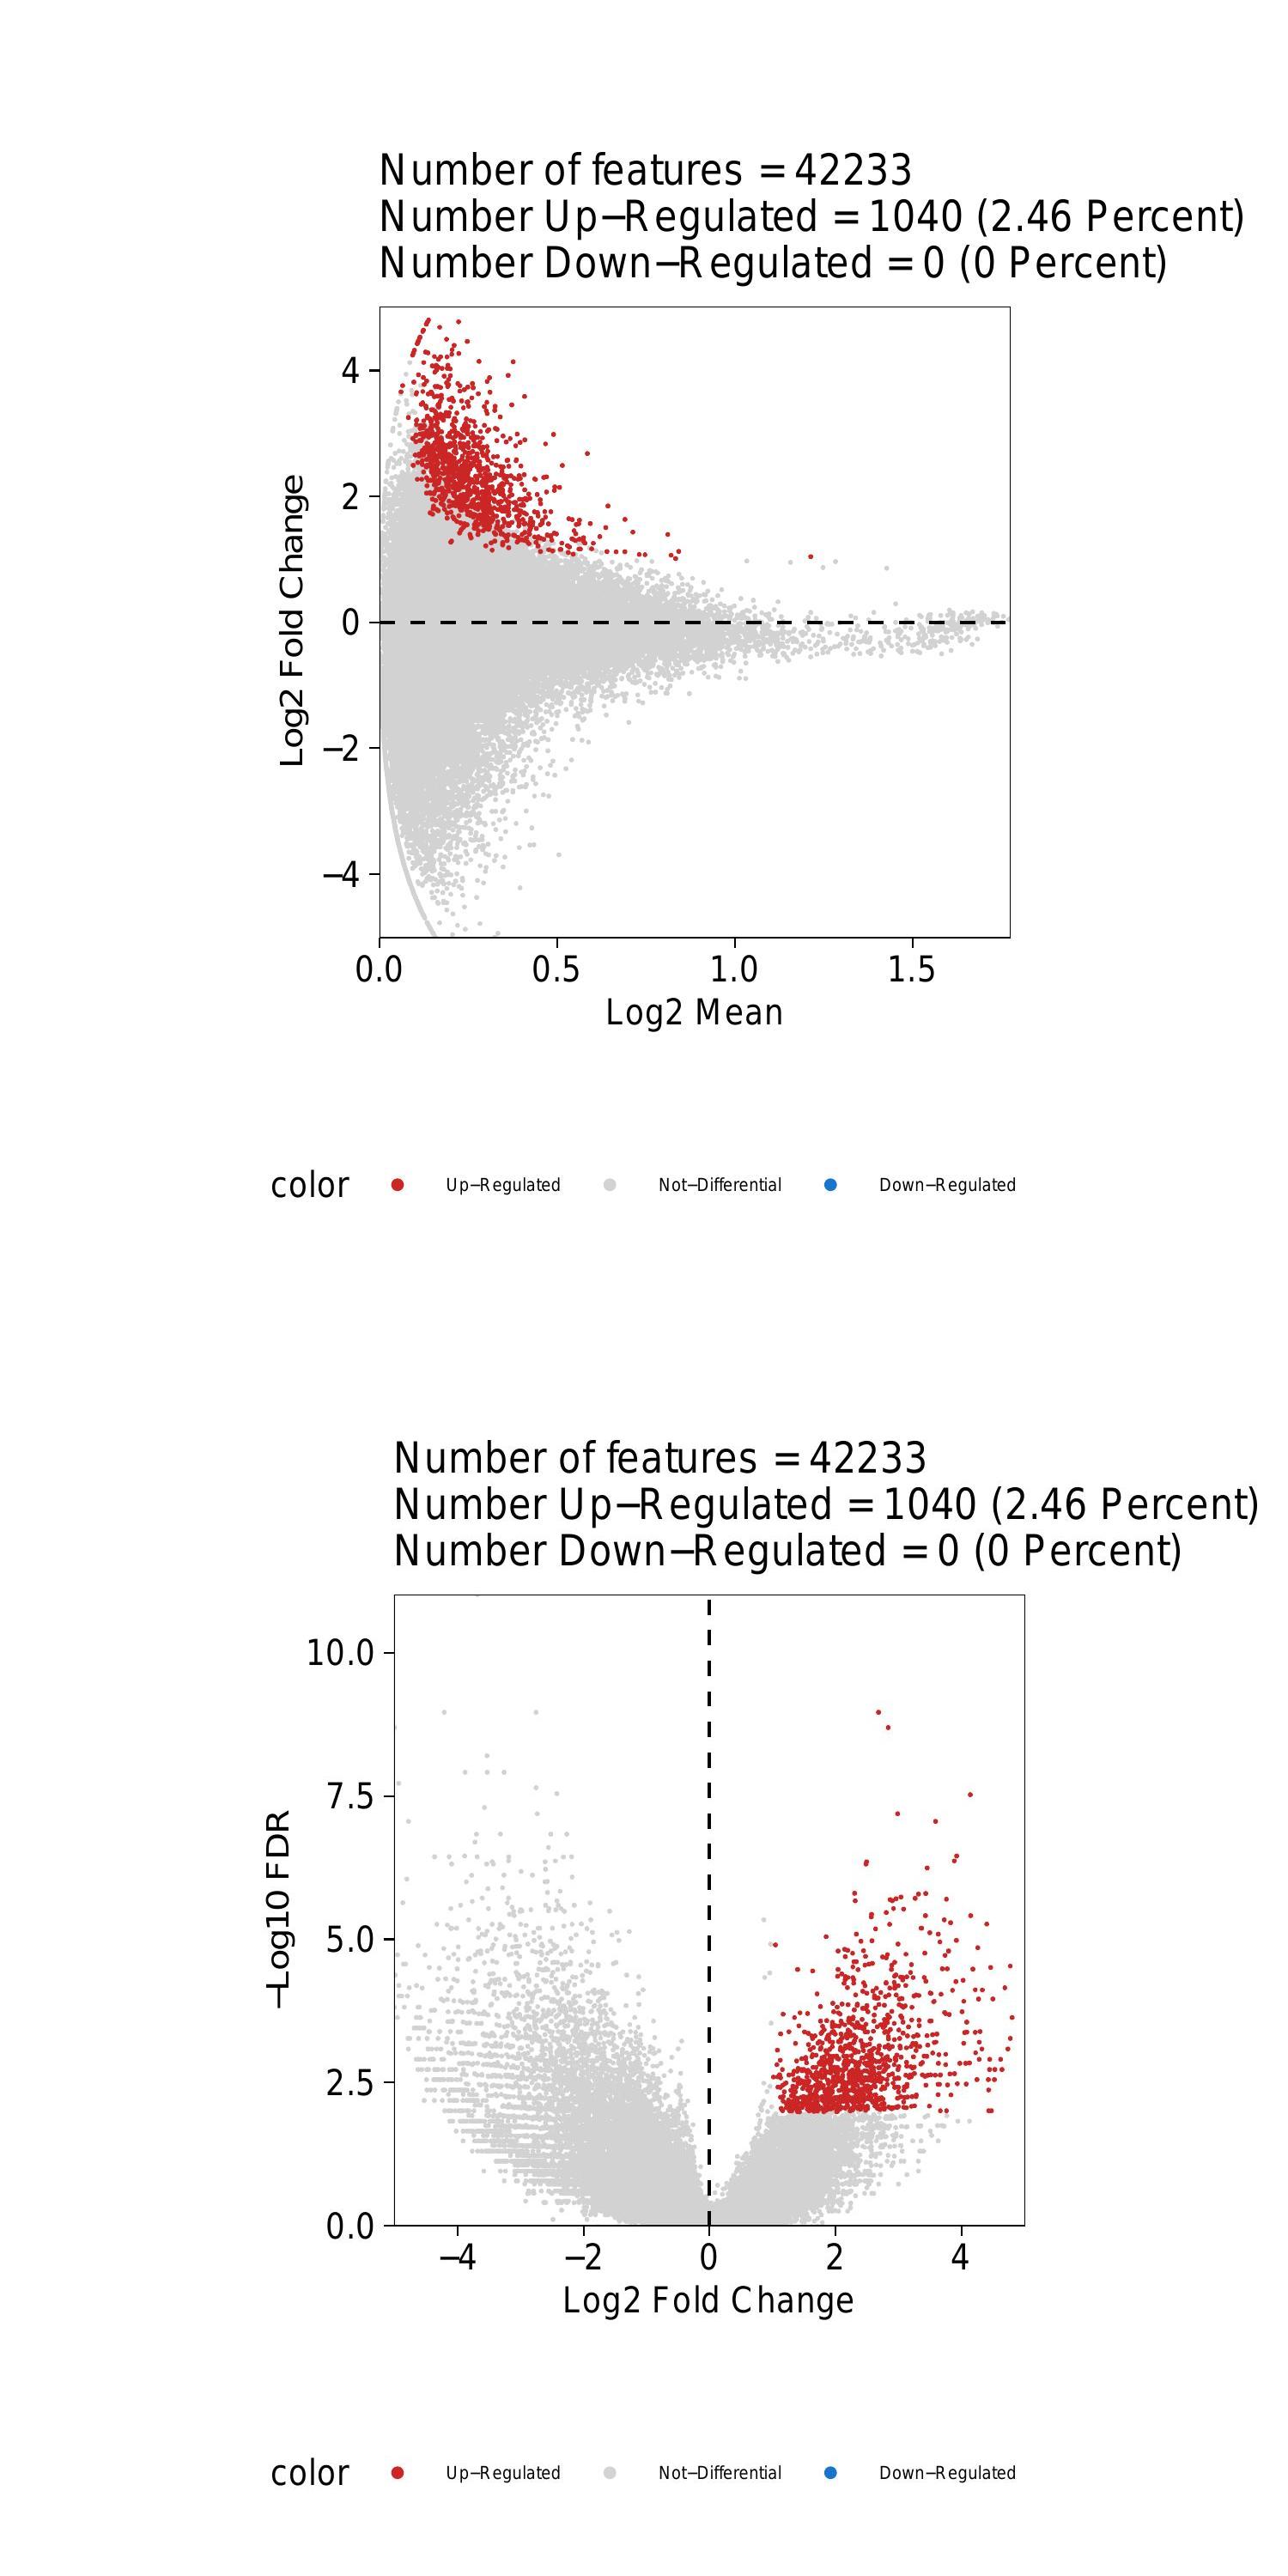 Number of features = 42233
Number Up−Regulated = 1040 (2.46 Percent)
Number Down−Regulated = 0 (0 Percent)
4
2
0
−2
−4
Log2 Fold Change
0.0 0.5 1.0 1.5
Log2 Mean
color Up−Regulated Not−Differential Down−Regulated
Number of features = 42233
Number Up−Regulated = 1040 (2.46 Percent)
Number Down−Regulated = 0 (0 Percent)
10.0
7.5
5.0
2.5
0.0
−Log10 FDR
−4 −2 0 2 4
Log2 Fold Change
color Up−Regulated Not−Differential Down−Regulated